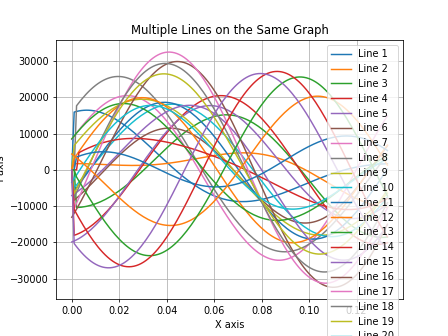 Multiple Lines on the Same Graph
30000
20000
10000
0
−10000
−20000
−30000
0.00
0.02
0.04
0.06
0.08
0.10
X axis
Line 1
Line 2
Line 3
Line 4
Line 5
Line 6
Line 7
Line 8
Line 9
Line 10
Line 11
Line 12
Line 13
Line 14
Line 15
Line 16
Line 17
Line 18
Line 19
Line 20